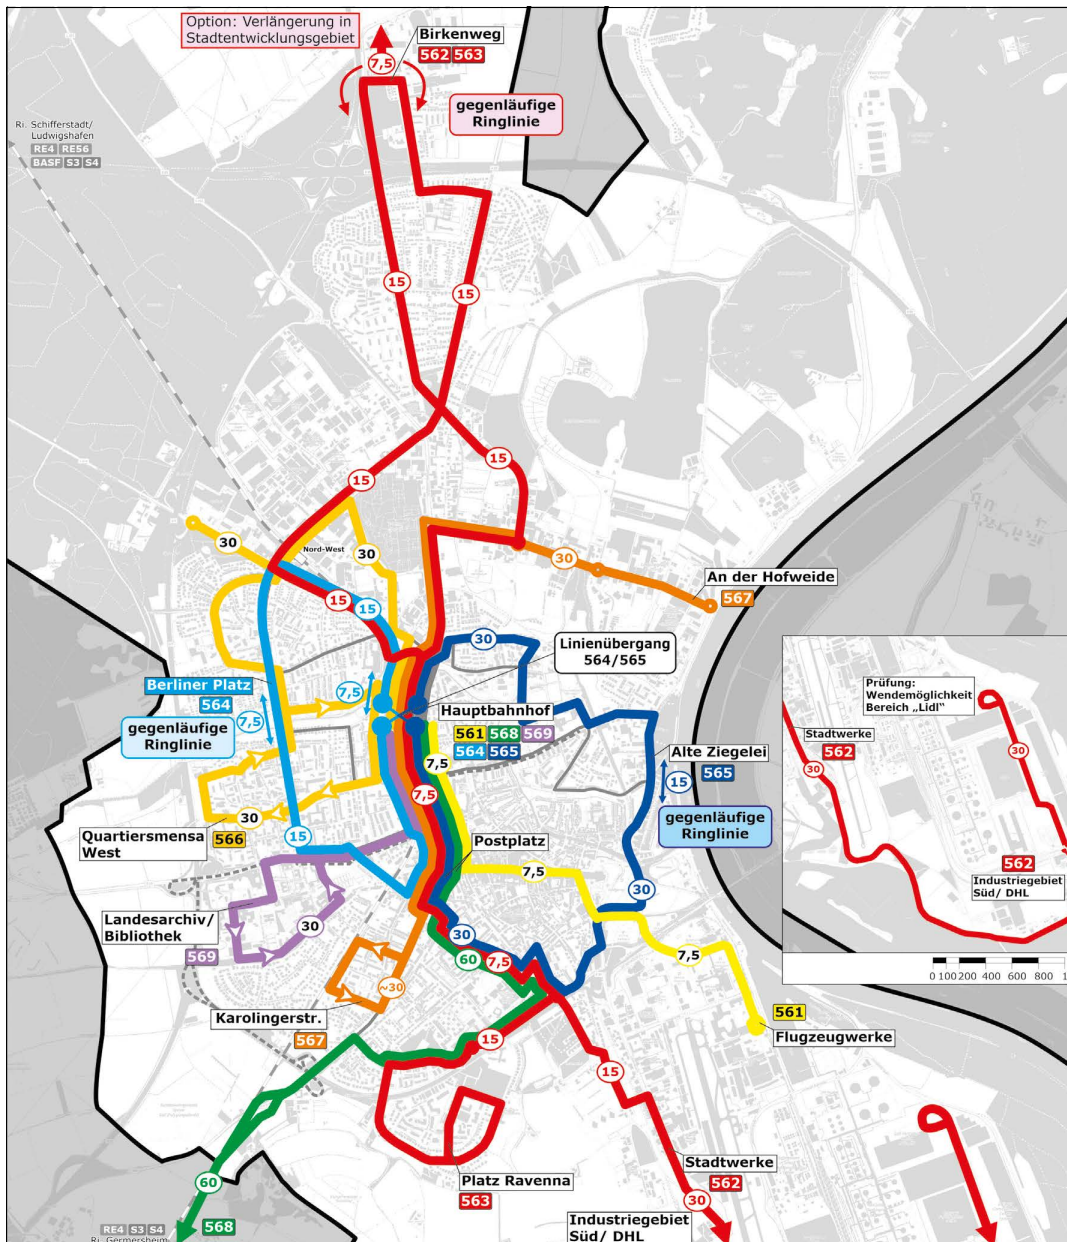 Option: Verlängerung in
Stadtentwicklungsgebiet
Birkenweg
562 563
7,5
gegenläufige
Ringlinie
Ri. Schifferstadt/
Ludwigshafen
RE4 RE56
BASF S3 S4
15
15
15
15
30
Nord-West
30
30
An der Hofweide
567
15
15
30
Linienübergang
564/565
Berliner Platz
564
7,5
7,5
gegenläufige
Ringlinie
Hauptbahnhof
561 568 569
564 565
7,5
7,5
Alte Ziegelei
565
15
gegenläufige
Ringlinie
Prüfung:
Wendemöglichkeit
Bereich „Lidl“
Stadtwerke
562
30
30
562
Industriegebiet
Süd/ DHL
0 100 200 400 600 800 1
Quartiersmensa
West
566
30
15
Postplatz
7,5
30
Landesarchiv/
Bibliothek
569
30
30
60
7,5
7,5
~30
Karolingerstr.
567
561
Flugzeugwerke
15
15
Platz Ravenna
563
Stadtwerke
562
30
60
568
RE4 S3 S4
Ri. Germersheim
Industriegebiet
Süd/ DHL